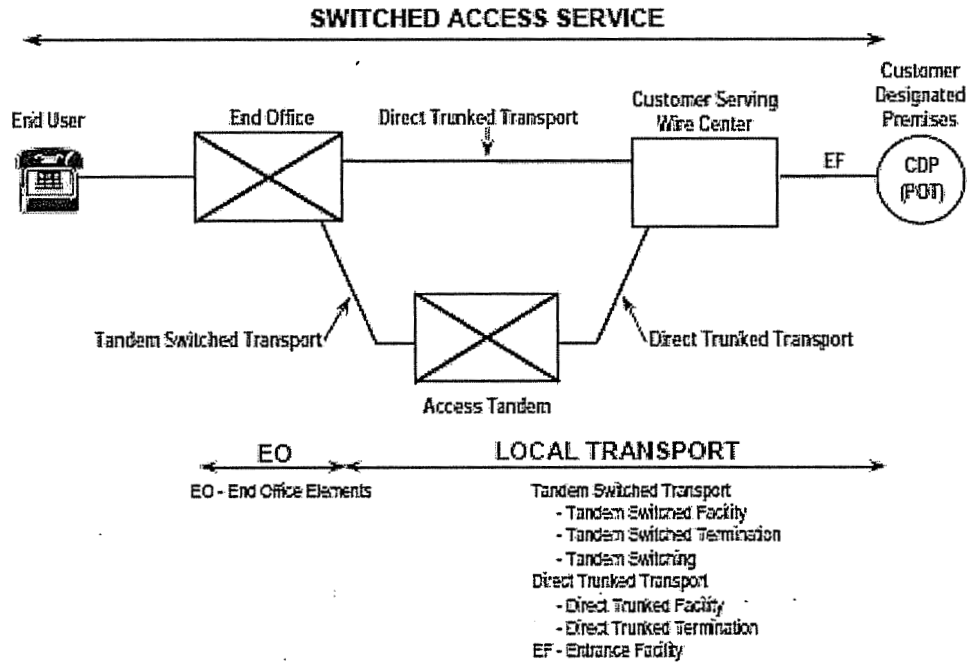 SWITCHED ACCESS SERVICE
Customer
Designated
Premises
End User
End Office
Direct Trunked Transport
Customer Serving
Wire Center
EF
CDP
(POT)
Tandem Switched Transport
Direct Trunked Transport
Access Tandem
EO
LOCAL TRANSPORT
EO - End Office Elements
Tandem Switched Transport
- Tandem Switched Facility
- Tandem Switched Termination
- Tandem Switching
Direct Trunked Transport
- Direct Trunked Facility
- Direct Trunked Termination
EF - Entrance Facility